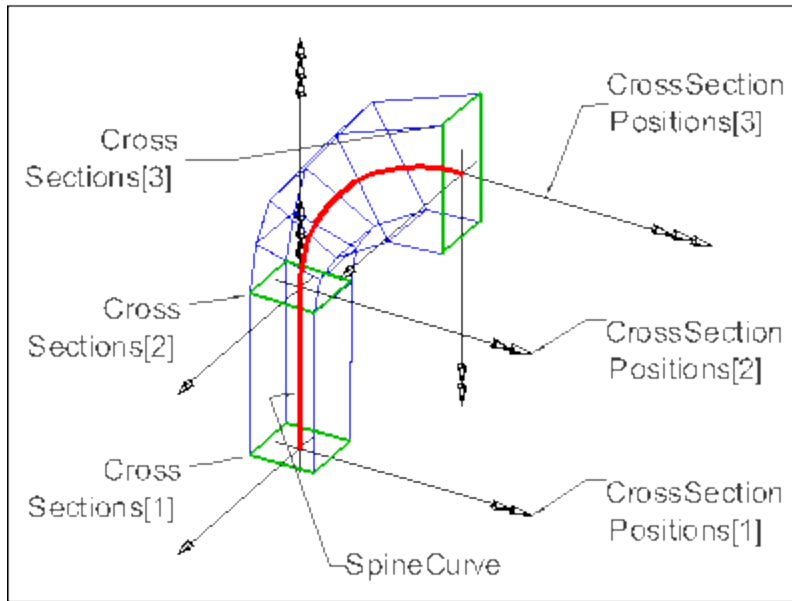 CrossSection
Positions[3]
Cross
Sections[3]
Cross
Sections[2]
CrossSection
Positions[2]
Cross
Sections[1]
CrossSection
Positions[1]
SpineCurve